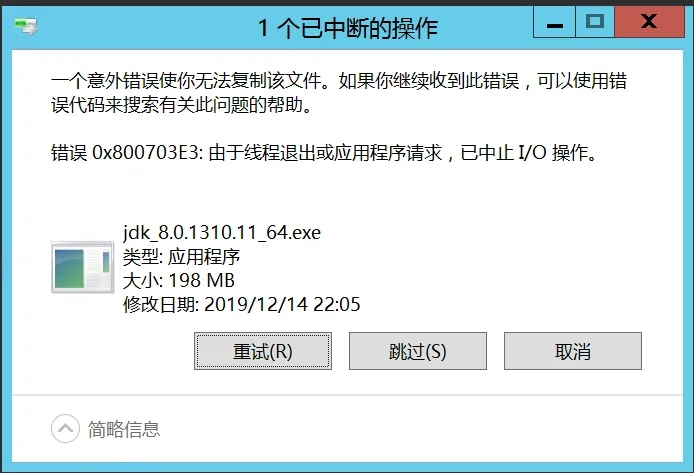 1 个已中断的操作
一个意外错误使你无法复制该文件。如果你继续收到此错误，可以使用错
误代码来搜索有关此问题的帮助。
错误 0x800703E3: 由于线程退出或应用程序请求，已中止 I/O 操作。
jdk_8.0.1310.11_64.exe
类型: 应用程序
大小: 198 MB
修改日期: 2019/12/14 22:05
重试(R) 跳过(S) 取消
简略信息